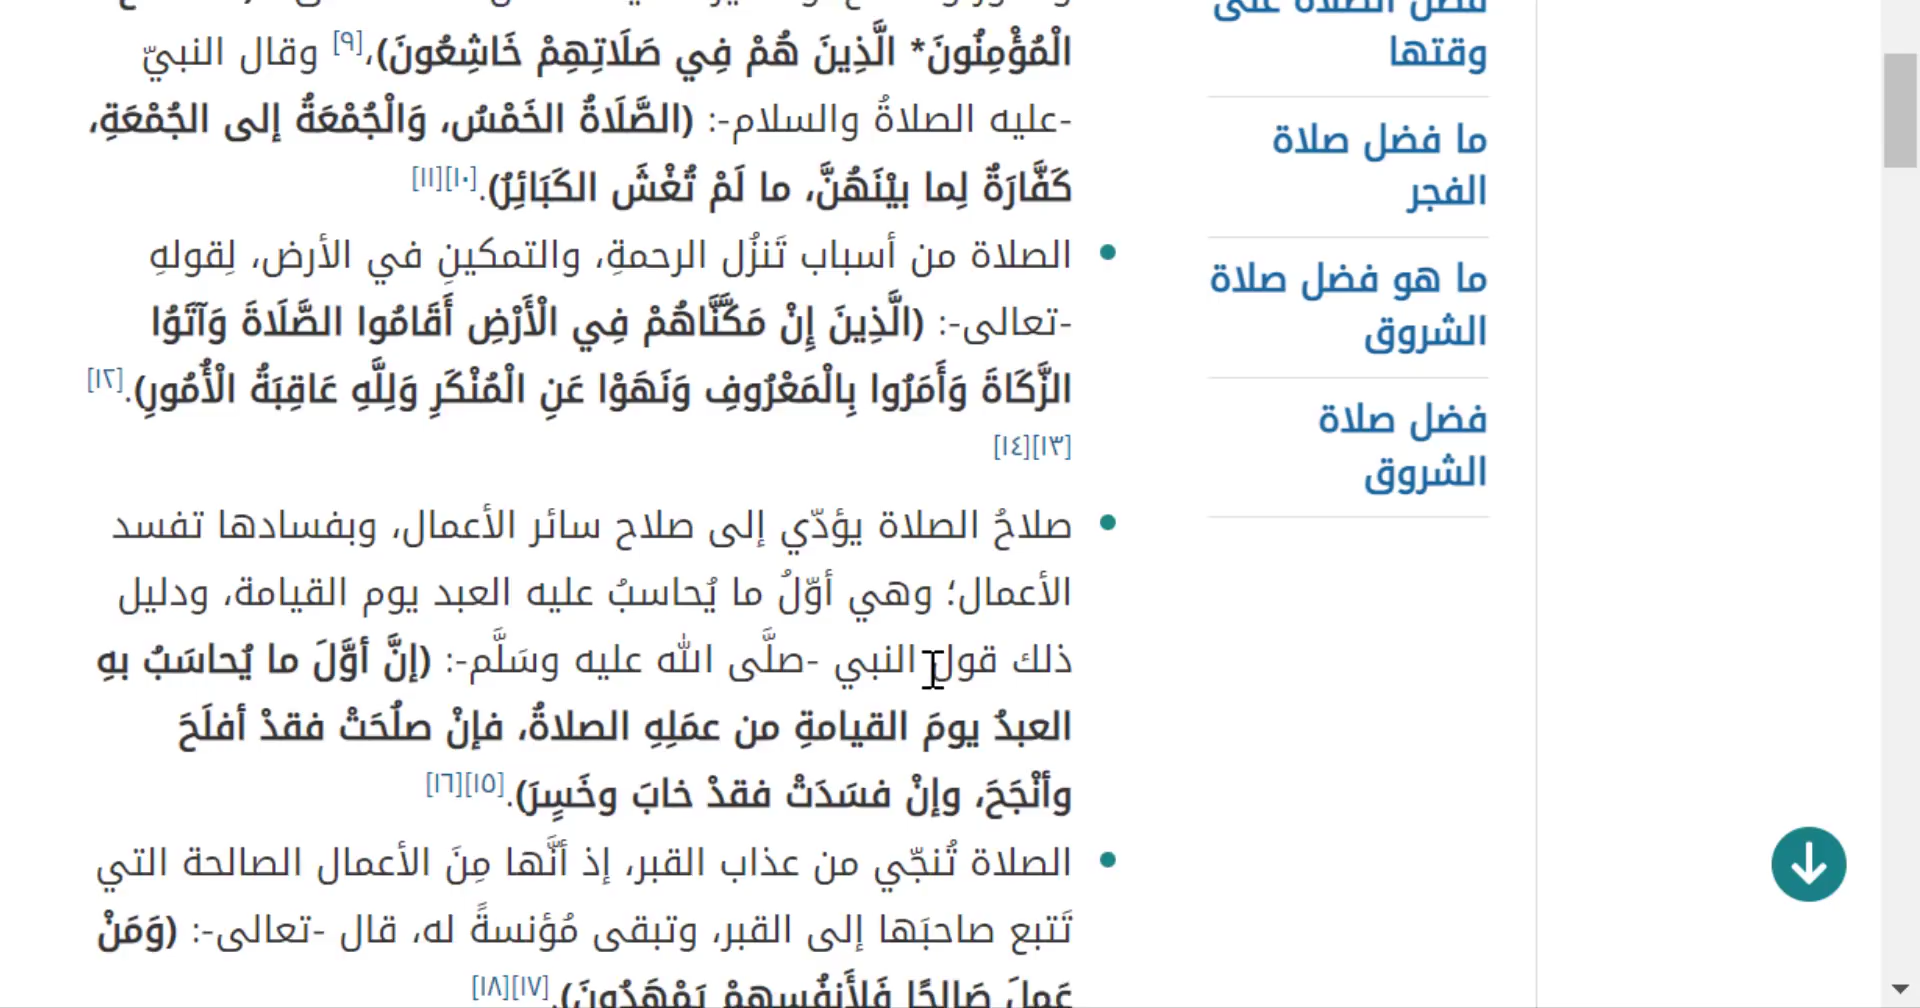 الْمُؤْمِنُونَ* الَّذِينَ هُمْ فِي صَلَاتِهِمْ خَاشِعُونَ)،[٩] وقال النبيّ
-عليه الصلاةُ والسلام-: (الصَّلَاةُ الخَمْسُ، وَالْجُمْعَةُ إلى الجُمْعَةِ،
كَفَّارَةٌ لِما بيْنَهُنَّ، ما لَمْ تُغْشَ الكَبَائِرُ).[١٠][١١]
الصلاة من أسباب تَنزُل الرحمةِ، والتمكينِ في الأرض، لِقولهِ
-تعالى-: (الَّذِينَ إِنْ مَكَّنَّاهُمْ فِي الْأَرْضِ أَقَامُوا الصَّلَاةَ وَآتَوُا
الزَّكَاةَ وَأَمَرُوا بِالْمَعْرُوفِ وَنَهَوْا عَنِ الْمُنْكَرِ وَلِلَّهِ عَاقِبَةُ الْأُمُورِ).[١٢]
[١٣][١٤]
صلاحُ الصلاة يؤدّي إلى صلاح سائر الأعمال، وبفسادها تفسد
الأعمال؛ وهي أوّلُ ما يُحاسبُ عليه العبد يوم القيامة، ودليل
ذلك قول النبي -صلَّى الله عليه وسَلَّم-: (إنَّ أوَّلَ ما يُحاسَبُ بهِ
العبدُ يومَ القيامةِ من عمَلِهِ الصلاةُ، فإنْ صلُحَتْ فقدْ أفلَحَ
وأنْجَحَ، وإنْ فسَدَتْ فقدْ خابَ وخَسِرَ).[١٥][١٦]
الصلاة تُنجّي من عذاب القبر، إذ أنَّها مِنَ الأعمال الصالحة التي
تَتبع صاحبَها إلى القبر، وتبقى مُؤنسةً له، قال -تعالى-: (وَمَنْ
عَمِلَ صَالِحًا فَلِأَنفُسِهِمْ يَمْهَدُونَ).[١٧][١٨]
فضل الصلاة على
وقتها
ما فضل صلاة
الفجر
ما هو فضل صلاة
الشروق
فضل صلاة
الشروق